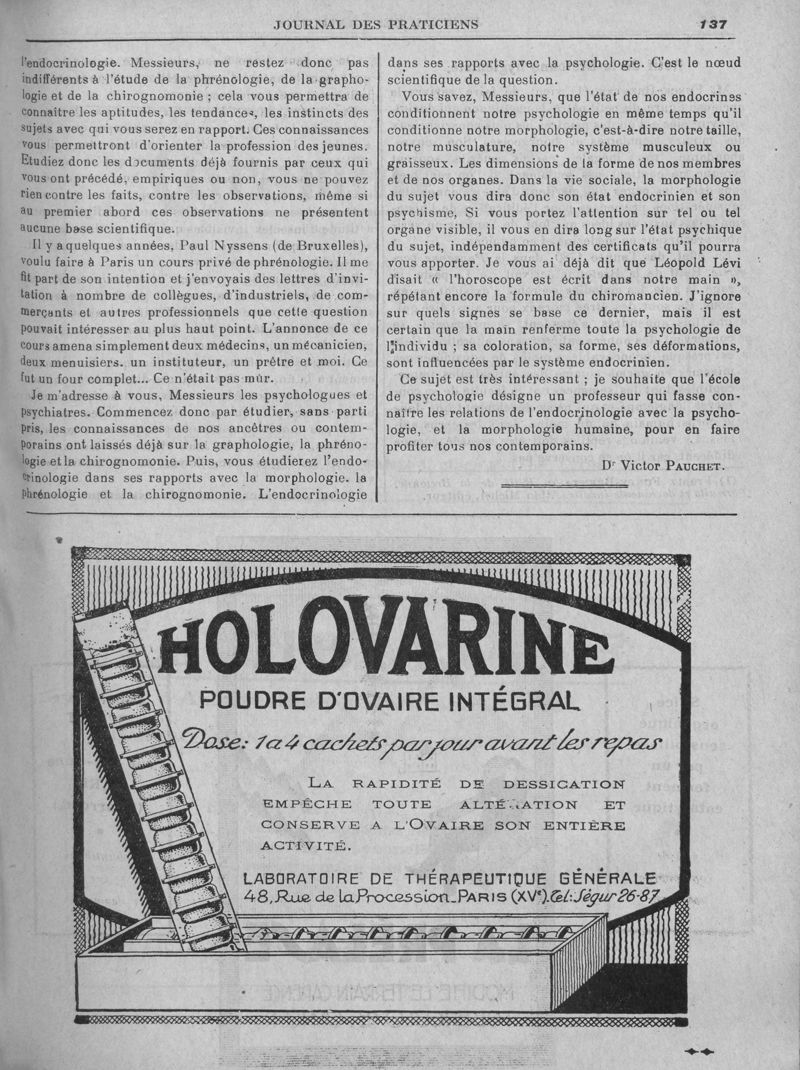 JOURNAL DES PRATICIENS
137
l'endocrinologie. Messieurs, ne restez donc pas
indifférents à l'étude de la phrénologie, de la grapho-
logie et de la chirognomonie ; cela vous permettra de
connaître les aptitudes, les tendances, les instincts des
sujets avec qui vous serez en rapport. Ces connaissances
vous permettront d'orienter la profession des jeunes.
Etudiez donc les documents déjà fournis par ceux qui
vous ont précédé, empiriques ou non, vous ne pouvez
rien contre les faits, contre les observations, même si
au premier abord ces observations ne présentent
aucune base scientifique.
Il y a quelques années, Paul Nyssens (de Bruxelles),
voulu faire à Paris un cours privé de phrénologie. Il me
fit part de son intention et j'envoyais des lettres d'invi-
tation à nombre de collègues, d'industriels, de com-
merçants et autres professionnels que cette question
pouvait intéresser au plus haut point. L'annonce de ce
cours amena simplement deux médecins, un mécanicien,
deux menuisiers. un instituteur, un prêtre et moi. Ce
fut un four complet... Ce n'était pas mûr.
Je m'adresse à vous, Messieurs les psychologues et
psychiatres. Commencez donc par étudier, sans parti
pris, les connaissances de nos ancêtres ou contem-
porains ont laissés déjà sur la graphologie, la phréno-
logie et la chirognomonie. Puis, vous étudierez l'endo-
crinologie dans ses rapports avec la morphologie. la
phrénologie et la chirognomonie. L'endocrinologie
dans ses rapports avec la psychologie. C'est le nœud
scientifique de la question.
Vous savez, Messieurs, que l'état de nos endocrines
conditionnent notre psychologie en même temps qu'il
conditionne notre morphologie, c'est-à-dire notre taille,
notre musculature, notre système musculeux ou
graisseux. Les dimensions de la forme de nos membres
et de nos organes. Dans la vie sociale, la morphologie
du sujet vous dira donc son état endocrinien et son
psychisme, Si vous portez l'attention sur tel ou tel
organe visible, il vous en dira long sur l'état psychique
du sujet, indépendamment des certificats qu'il pourra
vous apporter. Je vous ai déjà dit que Léopold Lévi
disait « l'horoscope est écrit dans notre main »,
répétant encore la formule du chiromancien. J'ignore
sur quels signes se base ce dernier, mais il est
certain que la main renferme toute la psychologie de
l'individu ; sa coloration, sa forme, ses déformations,
sont influencées par le système endocrinien.
Ce sujet est très intéressant ; je souhaite que l'école
de psychologie désigne un professeur qui fasse con-
naître les relations de l'endocrinologie avec la psycho-
logie, et la morphologie humaine, pour en faire
profiter tous nos contemporains.
Dr Victor PAUCHET.
HOLOVARINE
POUDRE D'OVAIRE INTÉGRAL
Dose: 1 a 4 cachets par jour avant les repas
LA RAPIDITÉ DE DESSICATION
EMPÊCHE TOUTE ALTÉRATION ET
CONSERVE A L'OVAIRE SON ENTIÈRE
ACTIVITÉ.
LABORATOIRE DE THÉRAPEUTIQUE GÉNÉRALE
48, Rue de la Procession_PARIS (XVe). Tél: Ségur 26-87